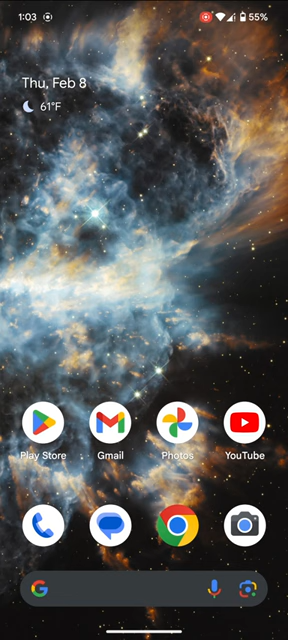 1:03
55%
Thu, Feb 8
61°F
Play Store
Gmail
Photos
YouTube